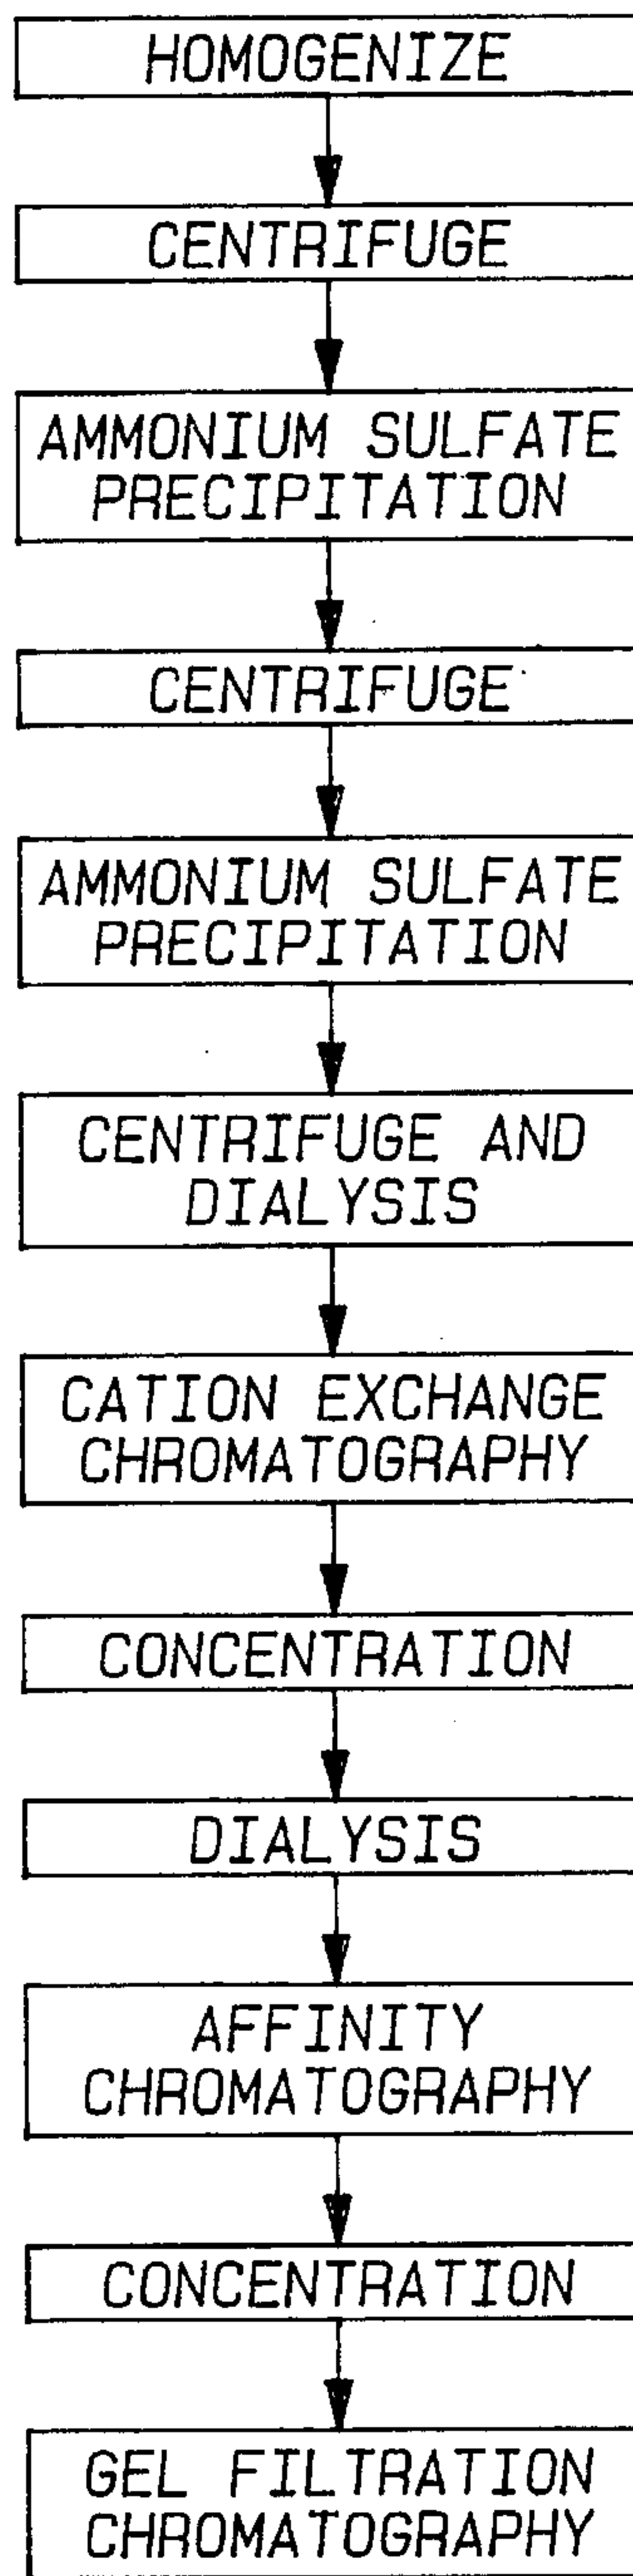 HOMOGENIZE
CENTRIFUGE
AMMONIUM SULFATE
PRECIPITATION
CENTRIFUGE
AMMONIUM SULFATE
PRECIPITATION
CENTRIFUGE AND
DIALYSIS
CATION EXCHANGE
CHROMATOGRAPHY
CONCENTRATION
DIALYSIS
AFFINITY
CHROMATOGRAPHY
CONCENTRATION
GEL FILTRATION
CHROMATOGRAPHY